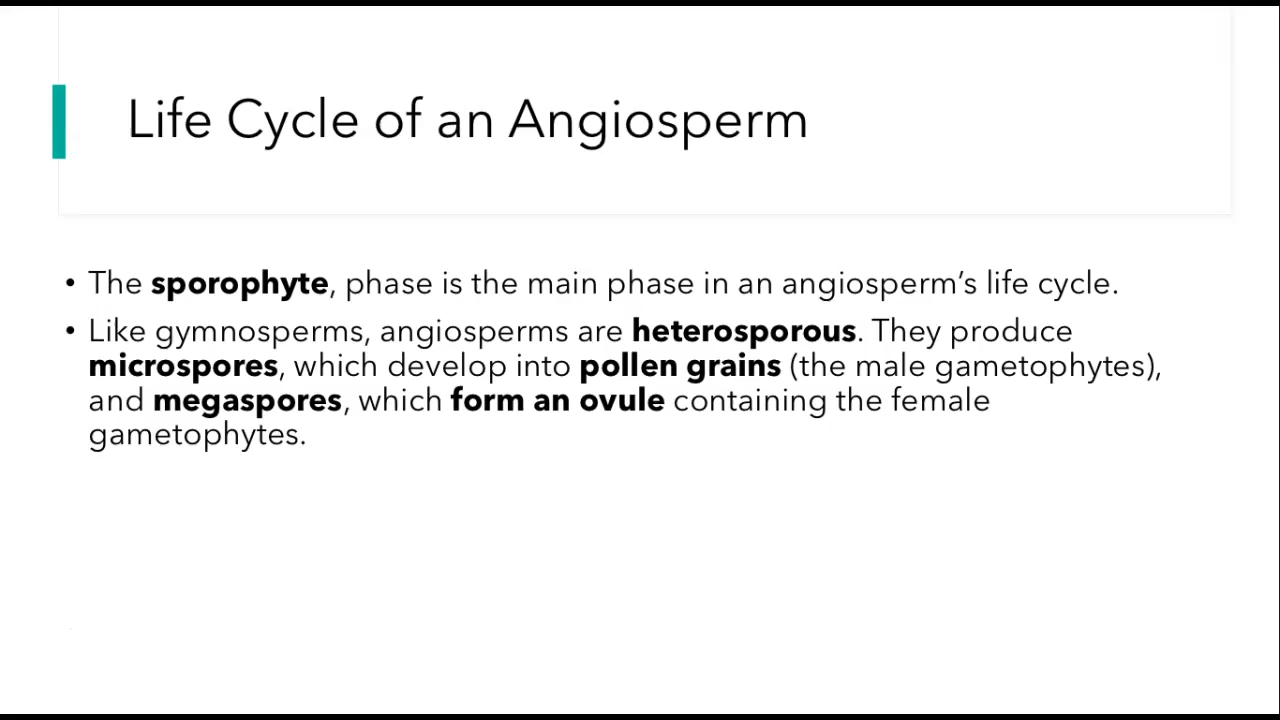 Life Cycle of an Angiosperm
• The sporophyte, phase is the main phase in an angiosperm’s life cycle.
• Like gymnosperms, angiosperms are heterosporous. They produce
microspores, which develop into pollen grains (the male gametophytes),
and megaspores, which form an ovule containing the female
gametophytes.